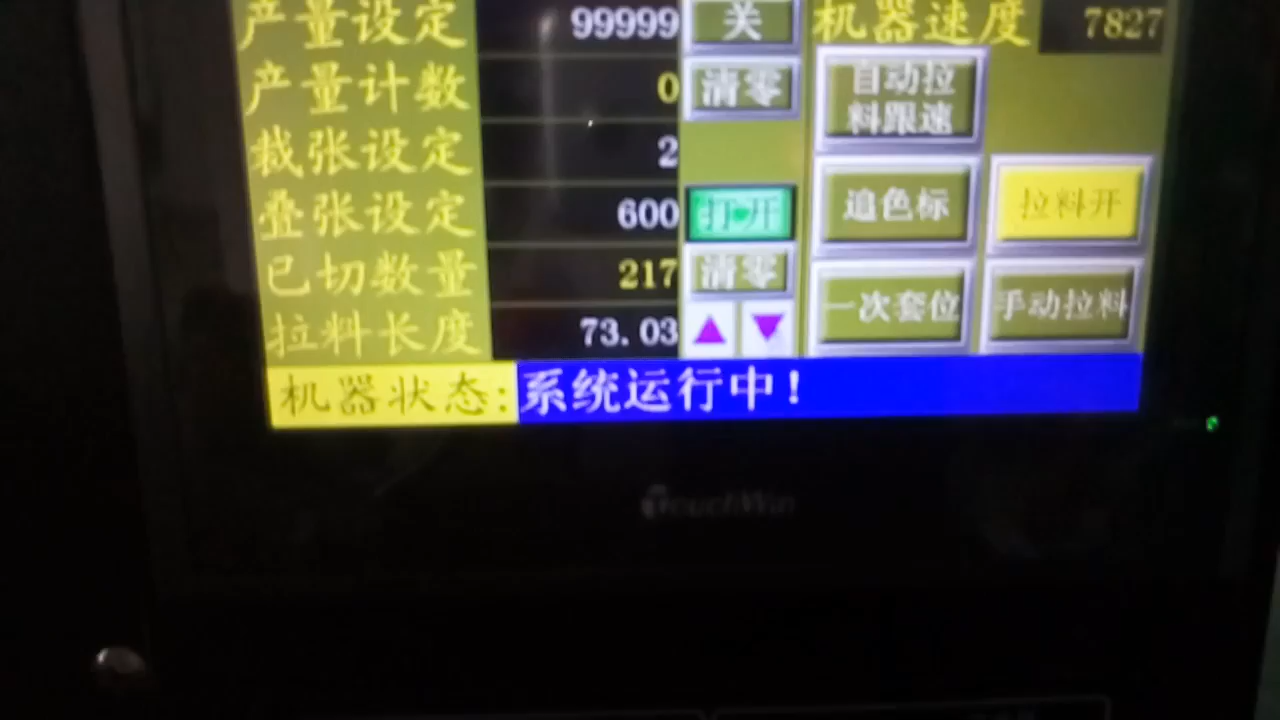 产量设定 99999 关 机器速度 7827
产量计数 0 清零 自动拉料跟速
裁张设定 2
叠张设定 600 打开 追色标 拉料开
已切数量 217 清零 一次套位 手动拉料
拉料长度 73.03
机器状态: 系统运行中!
TouchWin